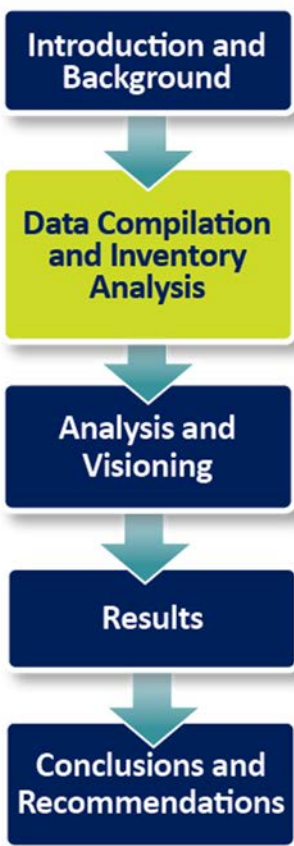 Introduction and
Background
Data Compilation
and Inventory
Analysis
Analysis and
Visioning
Results
Conclusions and
Recommendations